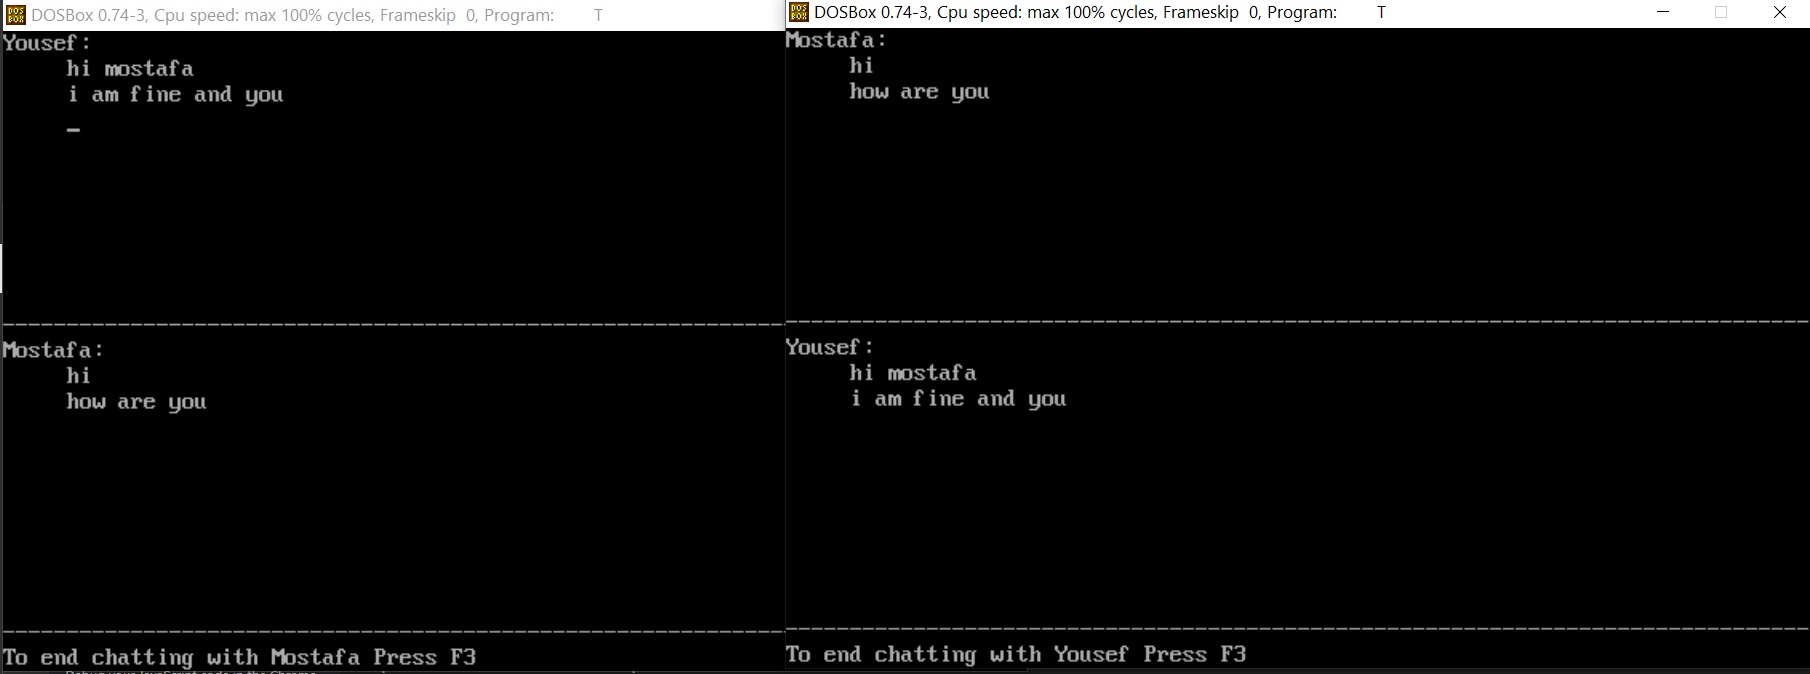 DOSBox 0.74-3, Cpu speed: max 100% cycles, Frameskip 0, Program: T
Yousef:
hi mostafa
i am fine and you
_
Mostafa:
hi
how are you
To end chatting with Mostafa Press F3
DOSBox 0.74-3, Cpu speed: max 100% cycles, Frameskip 0, Program: T
Mostafa:
hi
how are you
Yousef:
hi mostafa
i am fine and you
To end chatting with Yousef Press F3